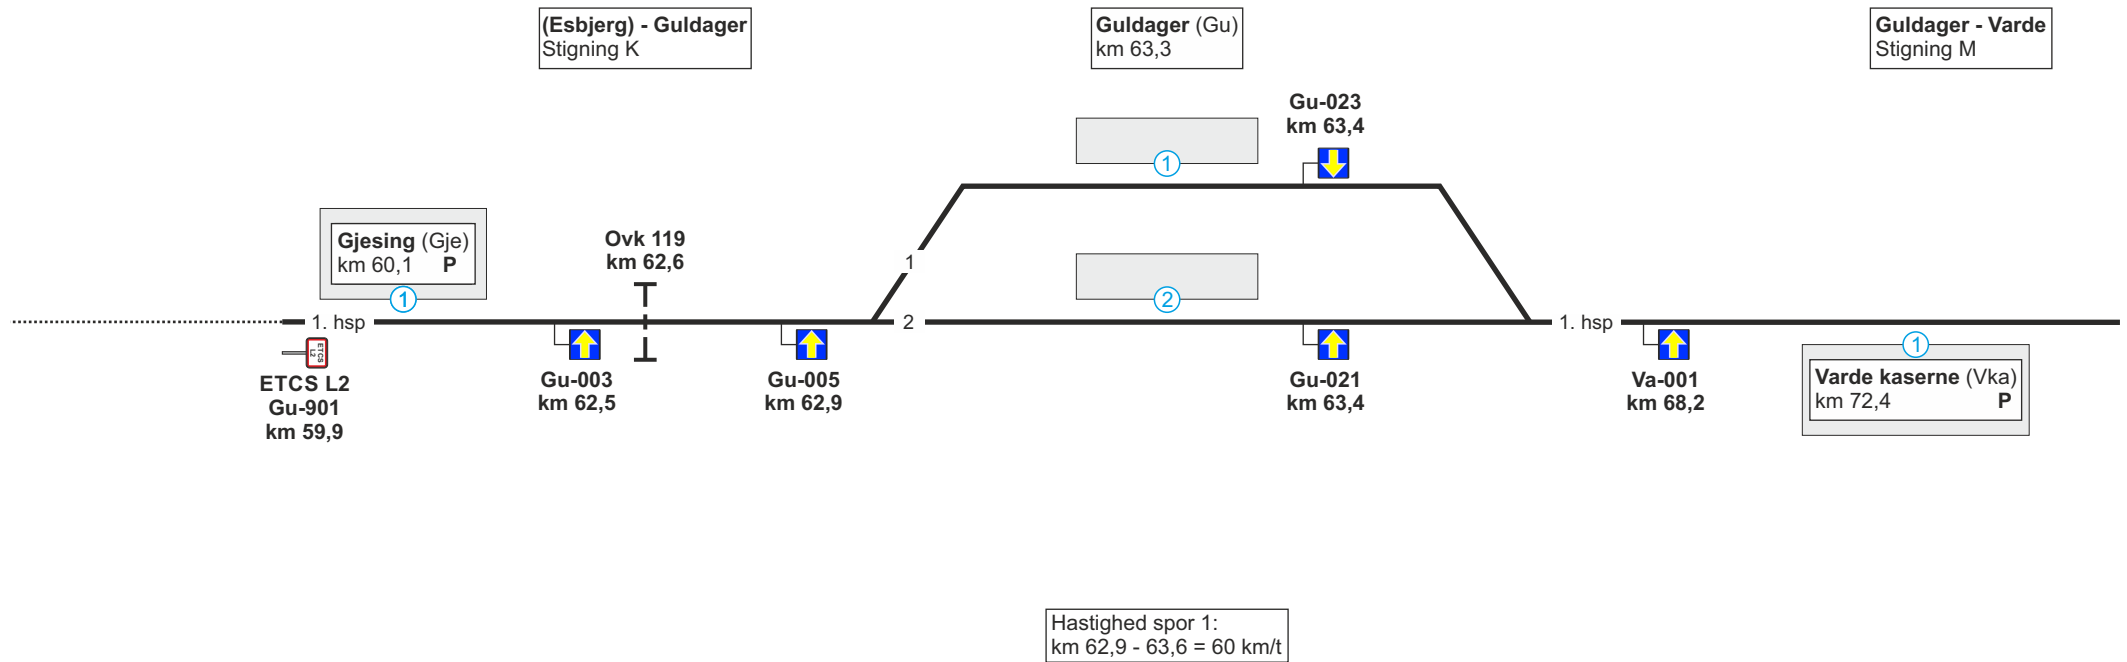 (Esbjerg) - Guldager
Stigning K
Guldager (Gu)
km 63,3
Guldager - Varde
Stigning M
Gu-023
km 63,4
1
Gjesing (Gje)
km 60,1 P
1
Ovk 119
km 62,6
1
2
1. hsp
2
1. hsp
ETCS L2
ETCS L2
Gu-901
km 59,9
Gu-003
km 62,5
Gu-005
km 62,9
Gu-021
km 63,4
Va-001
km 68,2
1
Varde kaserne (Vka)
km 72,4 P
Hastighed spor 1:
km 62,9 - 63,6 = 60 km/t